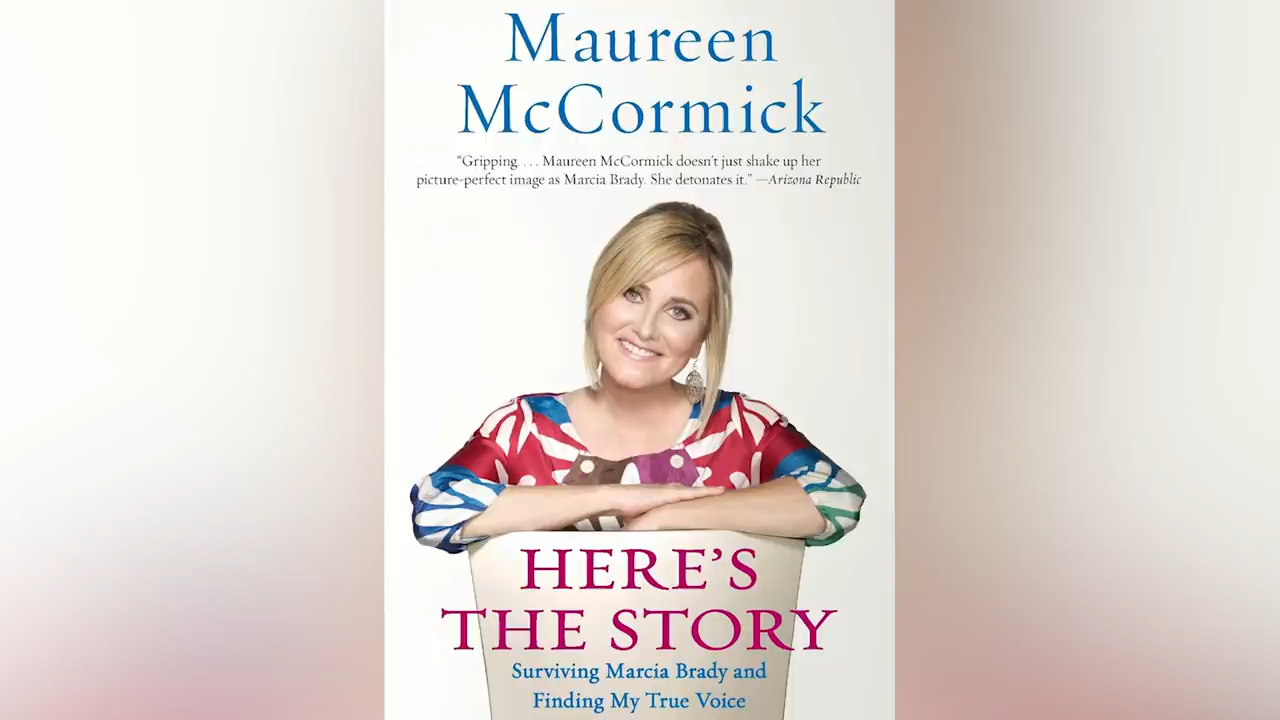 Maureen
McCormick
“Gripping. . . . Maureen McCormick doesn’t just shake up her
picture-perfect image as Marcia Brady. She detonates it.” —Arizona Republic
HERE’S
THE STORY
Surviving Marcia Brady and
Finding My True Voice